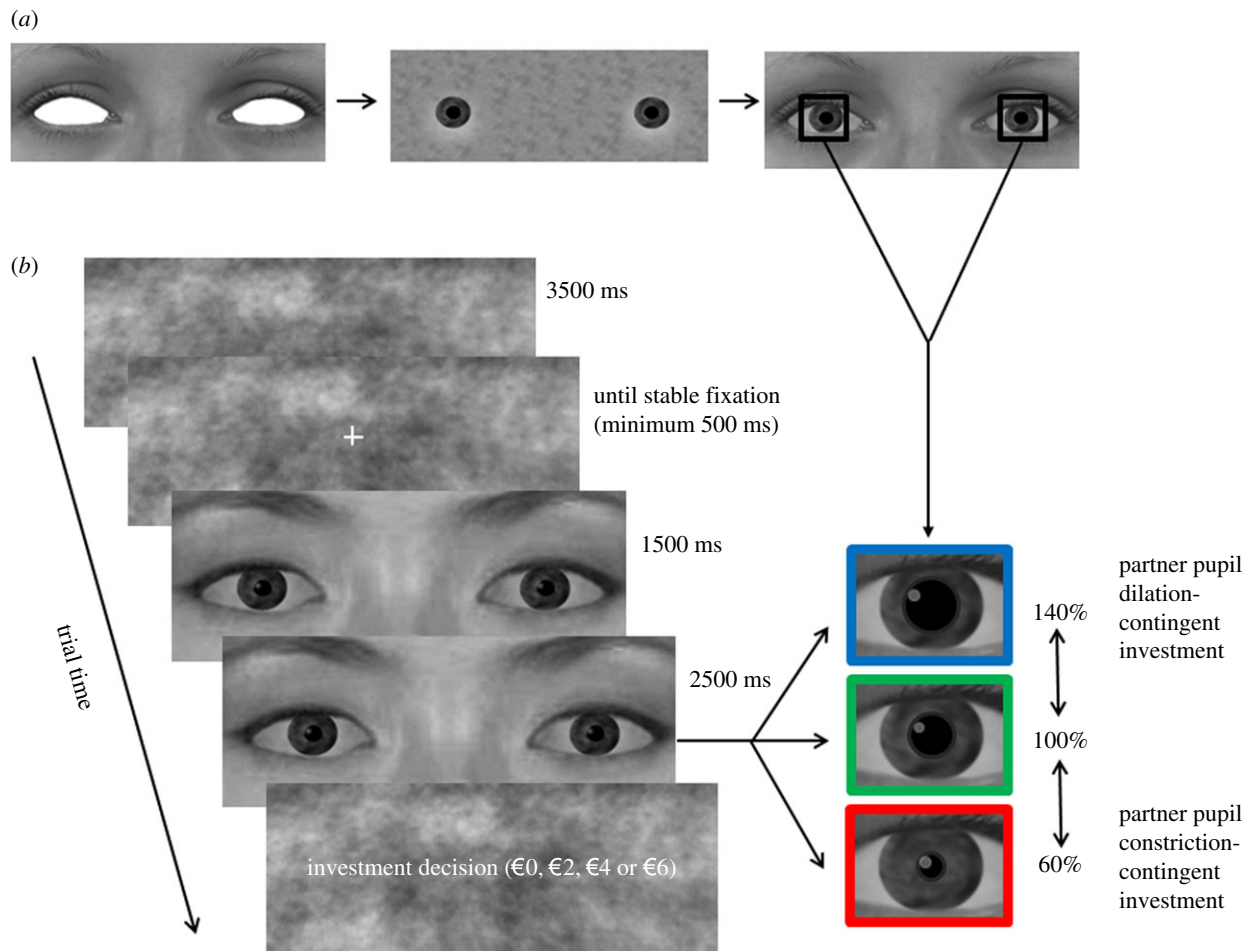 (a)
(b)
3500 ms
until stable fixation
(minimum 500 ms)
1500 ms
2500 ms
trial time
investment decision (€0, €2, €4 or €6)
140%
100%
60%
partner pupil
dilation-
contingent
investment
partner pupil
constriction-
contingent
investment